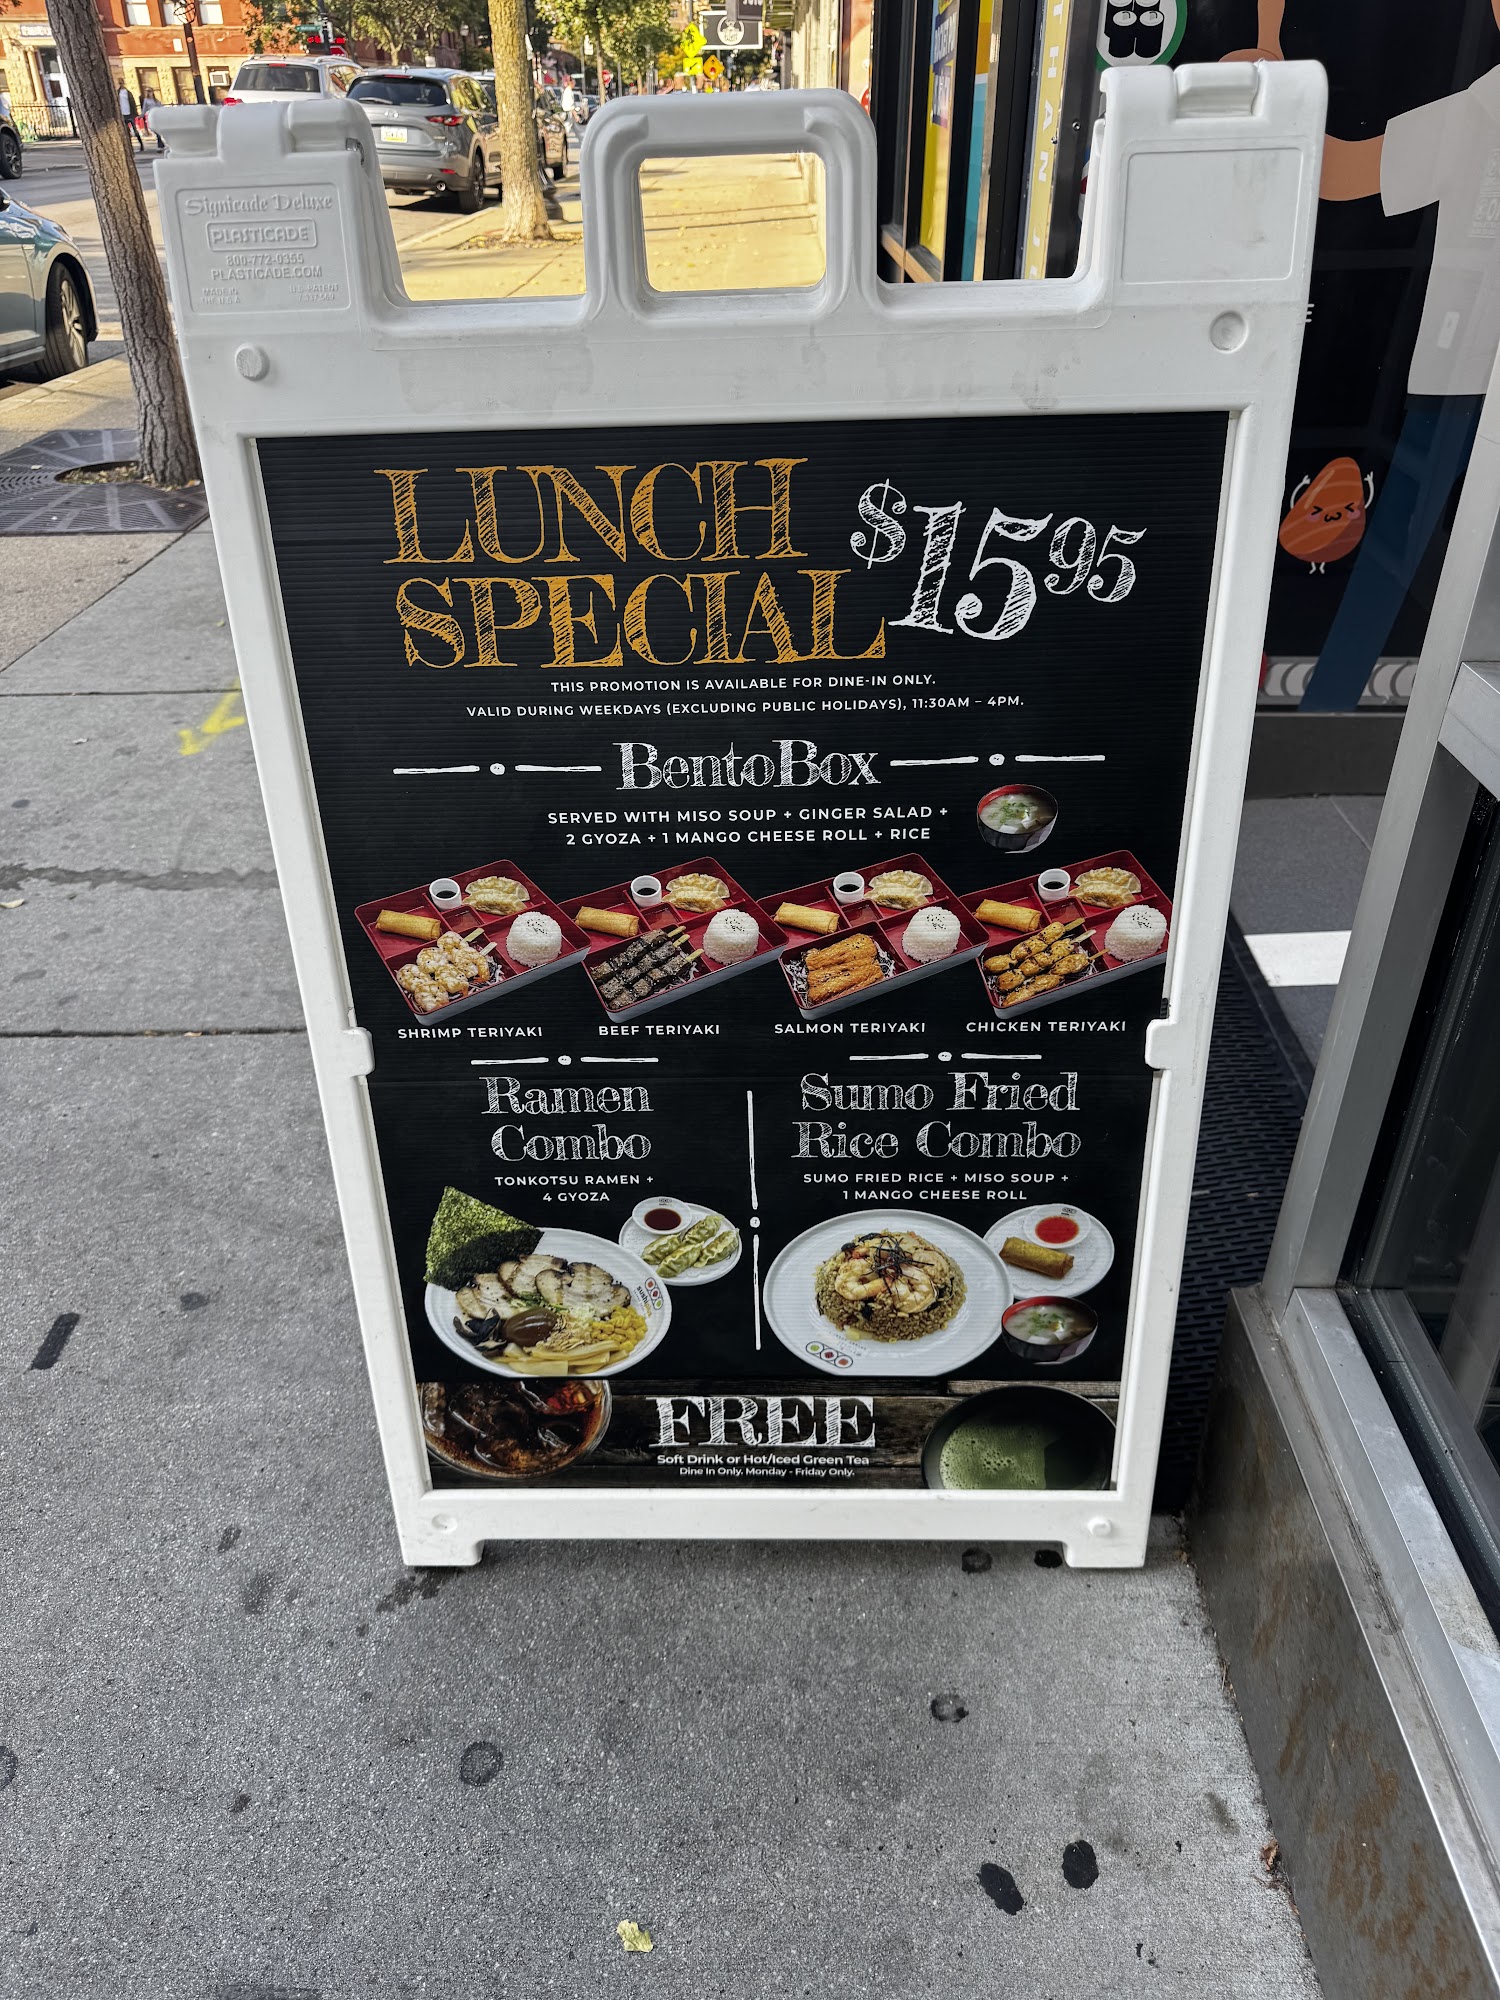 Signicade Deluxe
PLASTICADE
800-772-0355
PLASTICADE.COM
MADE IN
THE U.S.A.
U.S. PATENT
LUNCH
SPECIAL
$15.95
THIS PROMOTION IS AVAILABLE FOR DINE-IN ONLY.
VALID DURING WEEKDAYS (EXCLUDING PUBLIC HOLIDAYS), 11:30AM – 4PM.
BentoBox
SERVED WITH MISO SOUP + GINGER SALAD +
2 GYOZA + 1 MANGO CHEESE ROLL + RICE
SHRIMP TERIYAKI
BEEF TERIYAKI
SALMON TERIYAKI
CHICKEN TERIYAKI
Ramen
Combo
TONKOTSU RAMEN +
4 GYOZA
Sumo Fried
Rice Combo
SUMO FRIED RICE + MISO SOUP +
1 MANGO CHEESE ROLL
FREE
Soft Drink or Hot/Iced Green Tea
Dine In Only. Monday - Friday Only.